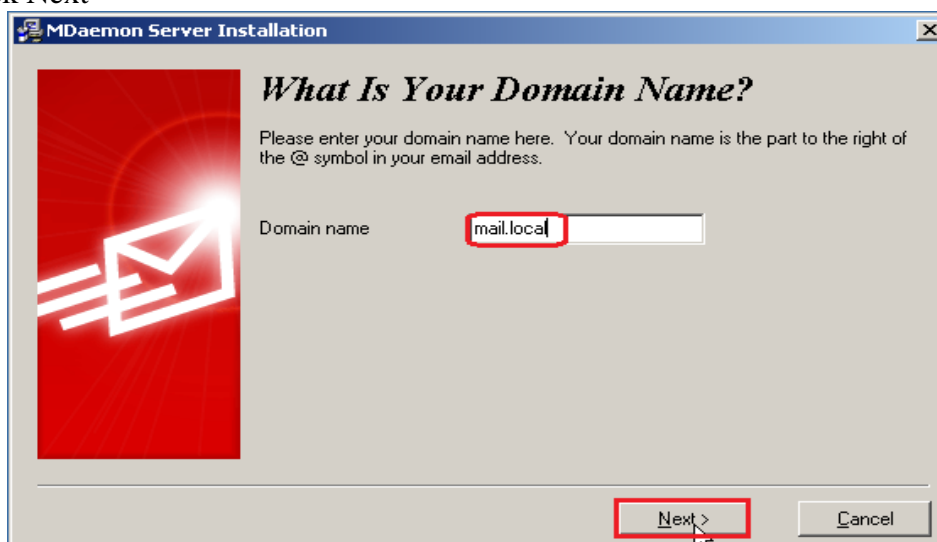 Next
MDaemon Server Installation
What Is Your Domain Name?
Please enter your domain name here. Your domain name is the part to the right of
the @ symbol in your email address.
Domain name mail.local
Next > Cancel